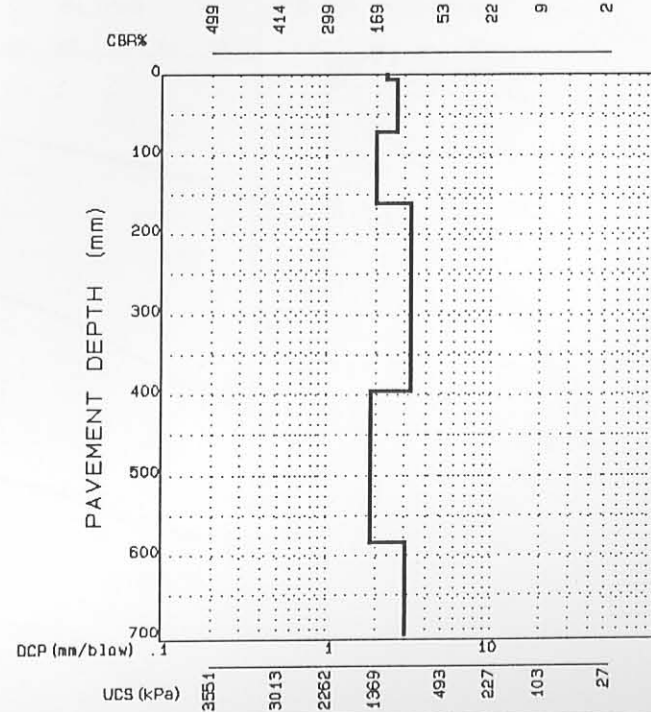 CBR% 499 414 299 169 53 22 9 2
PAVEMENT DEPTH (mm)
0
100
200
300
400
500
600
700
DCP (mm/blow) .1 1 10
UCS (kPa) 3551 3013 2262 1369 493 227 103 27